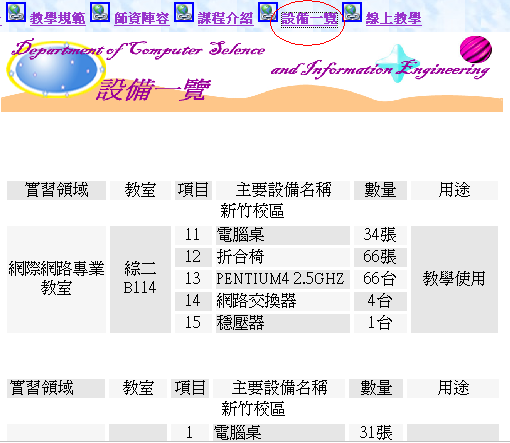 教學規範 師資陣容 課程介紹 設備一覽 線上教學
Department of Computer Selence
and Information Engineering
設備一覽
實習領域 教室 項目 主要設備名稱 數量 用途
新竹校區
網際網路專業教室 綜二B114 11 電腦桌 34張 教學使用
12 折合椅 66張
13 PENTIUM4 2.5GHZ 66台
14 網路交換器 4台
15 穩壓器 1台
實習領域 教室 項目 主要設備名稱 數量 用途
新竹校區
1 電腦桌 31張